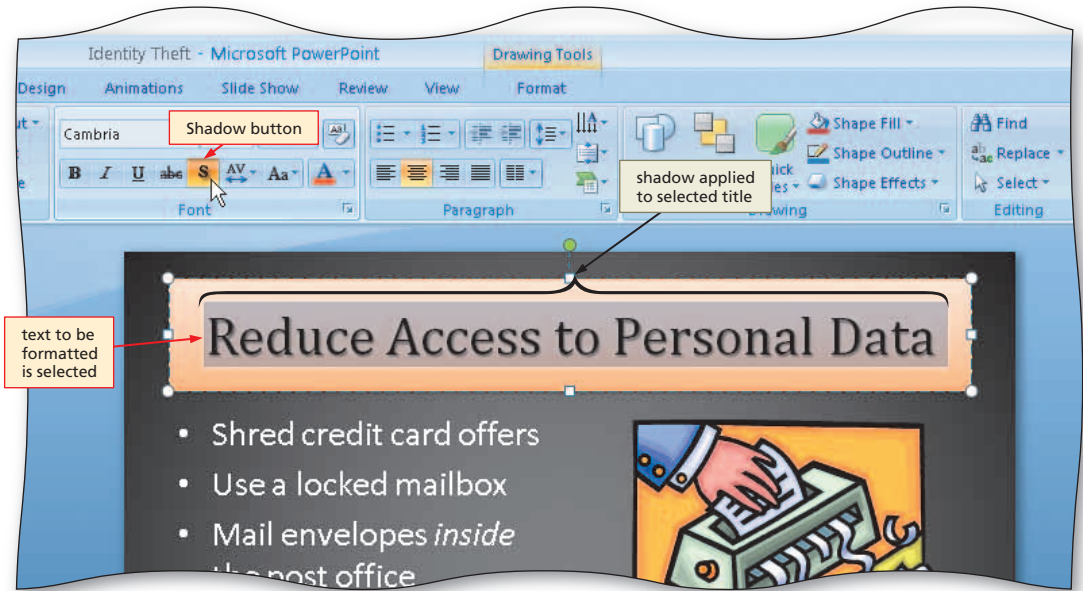 Identity Theft - Microsoft PowerPoint
Drawing Tools
Design Animations Slide Show Review View Format
Cambria
Shadow button
Shape Fill
Find
B I U abc S AV Aa A
Shape Outline
Replace
shadow applied
to selected title
Shape Effects
Select
Font
Paragraph
Editing
Reduce Access to Personal Data
text to be
formatted
is selected
• Shred credit card offers
• Use a locked mailbox
• Mail envelopes inside
the post office